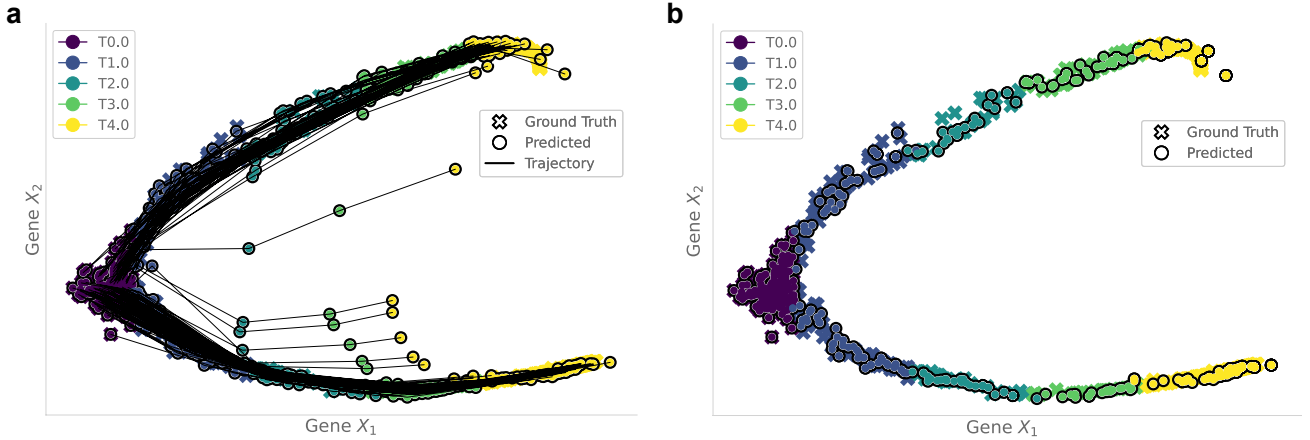 a
T0.0
T1.0
T2.0
T3.0
T4.0
Ground Truth
Predicted
Trajectory
Gene X2
Gene X1
b
T0.0
T1.0
T2.0
T3.0
T4.0
Ground Truth
Predicted
Gene X2
Gene X1